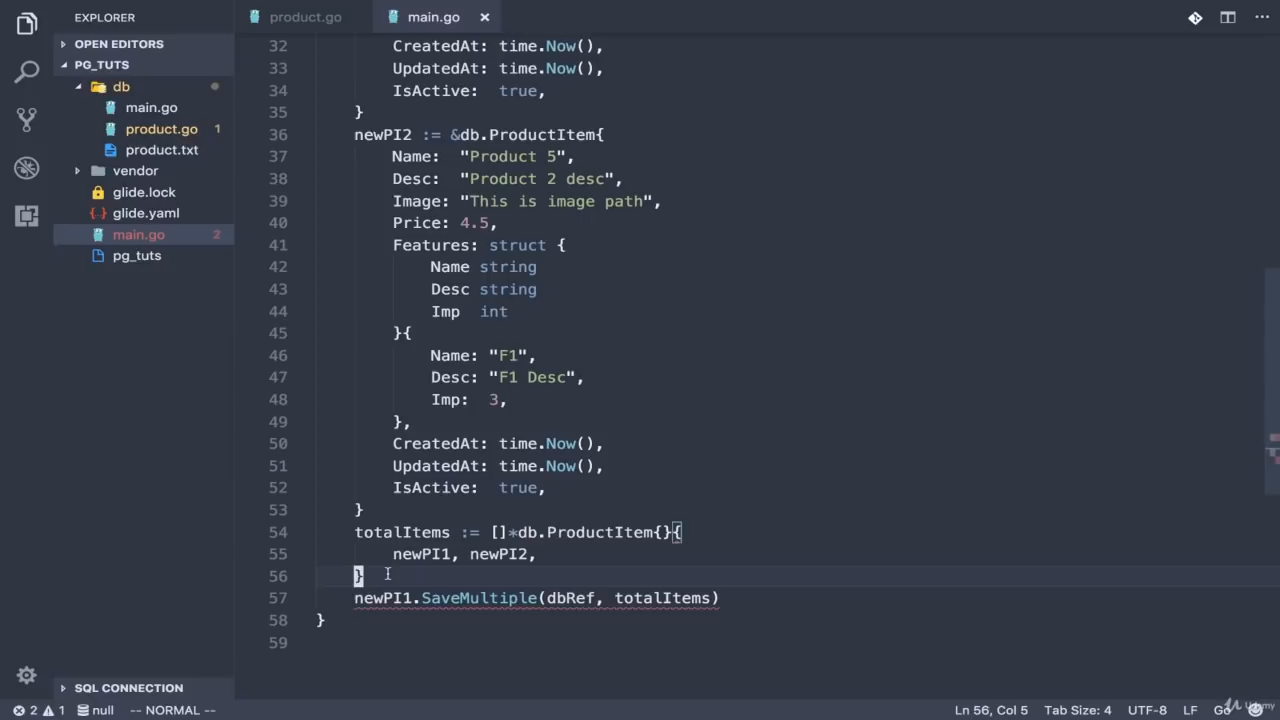 EXPLORER
product.go
main.go
OPEN EDITORS
PG_TUTS
db
main.go
product.go 1
product.txt
vendor
glide.lock
glide.yaml
main.go 2
pg_tuts
SQL CONNECTION
32 CreatedAt: time.Now(),
33 UpdatedAt: time.Now(),
34 IsActive:  true,
35 }
36 newPI2 := &db.ProductItem{
37 Name:  "Product 5",
38 Desc:  "Product 2 desc",
39 Image: "This is image path",
40 Price: 4.5,
41 Features: struct {
42 Name string
43 Desc string
44 Imp  int
45 }{
46 Name: "F1",
47 Desc: "F1 Desc",
48 Imp:  3,
49 },
50 CreatedAt: time.Now(),
51 UpdatedAt: time.Now(),
52 IsActive:  true,
53 }
54 totalItems := []*db.ProductItem{}{
55 newPI1, newPI2,
56 }
57 newPI1.SaveMultiple(dbRef, totalItems)
58 }
59
2 1 null -- NORMAL -- Ln 56, Col 5 Tab Size: 4 UTF-8 LF Go
Udemy